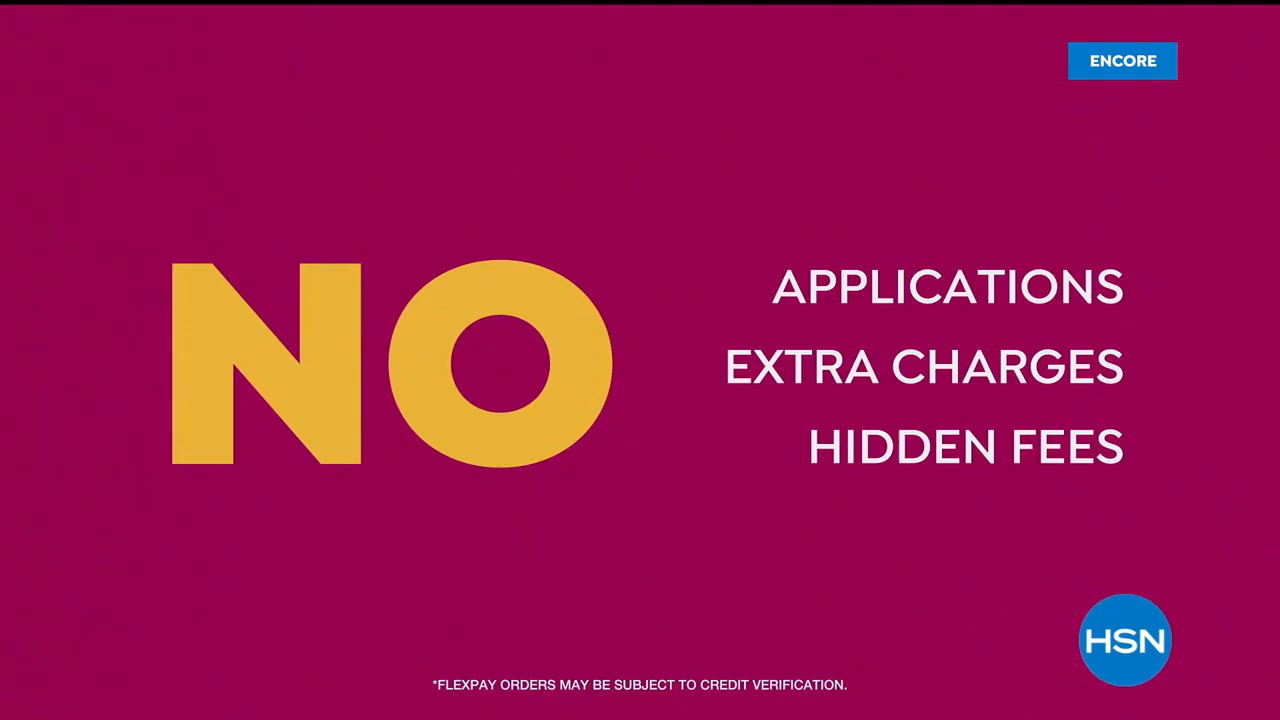 ENCORE
NO
APPLICATIONS
EXTRA CHARGES
HIDDEN FEES
HSN
*FLEXPAY ORDERS MAY BE SUBJECT TO CREDIT VERIFICATION.